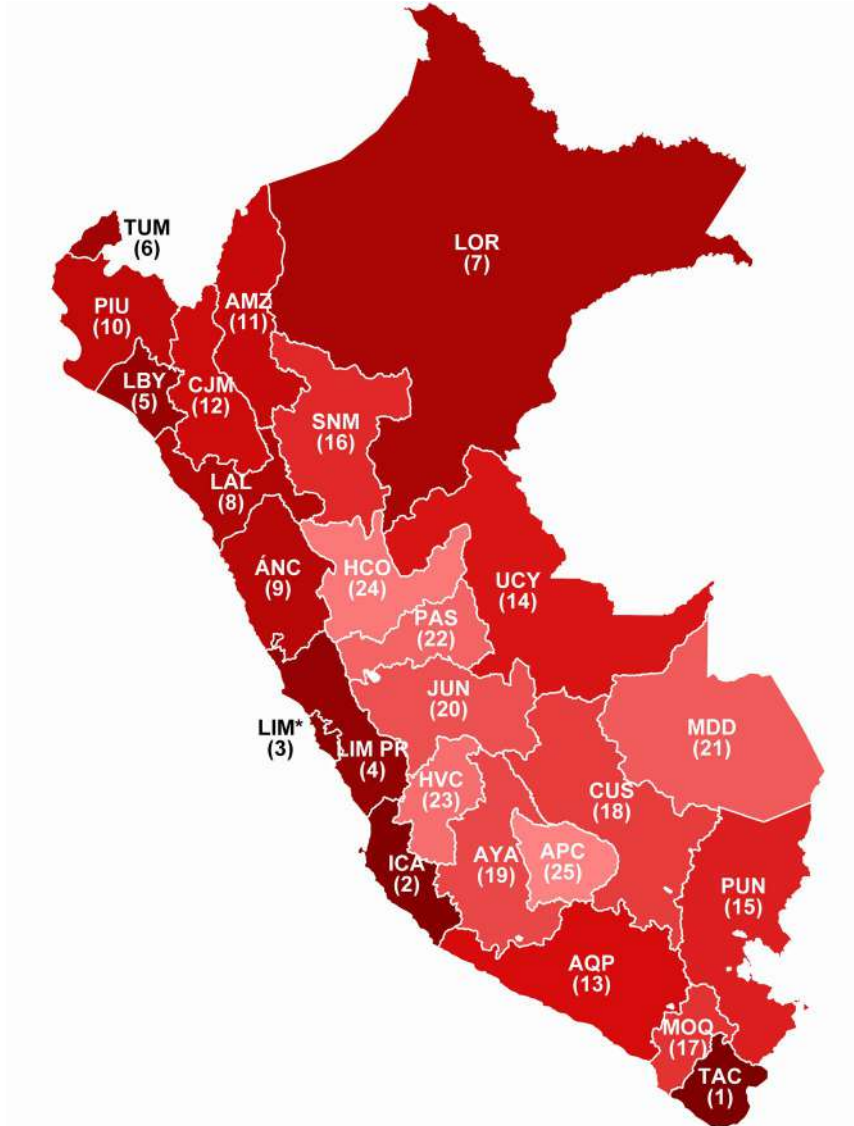 TUM
(6)
LOR
(7)
PIU
(10)
AMZ
(11)
LBY
(5)
CJM
(12)
SNM
(16)
LAL
(8)
ÁNC
(9)
HCO
(24)
UCY
(14)
PAS
(22)
JUN
(20)
LIM*
(3)
LIM PR
(4)
MDD
(21)
HVC
(23)
CUS
(18)
ICA
(2)
AYA
(19)
APC
(25)
PUN
(15)
AQP
(13)
MOQ
(17)
TAC
(1)